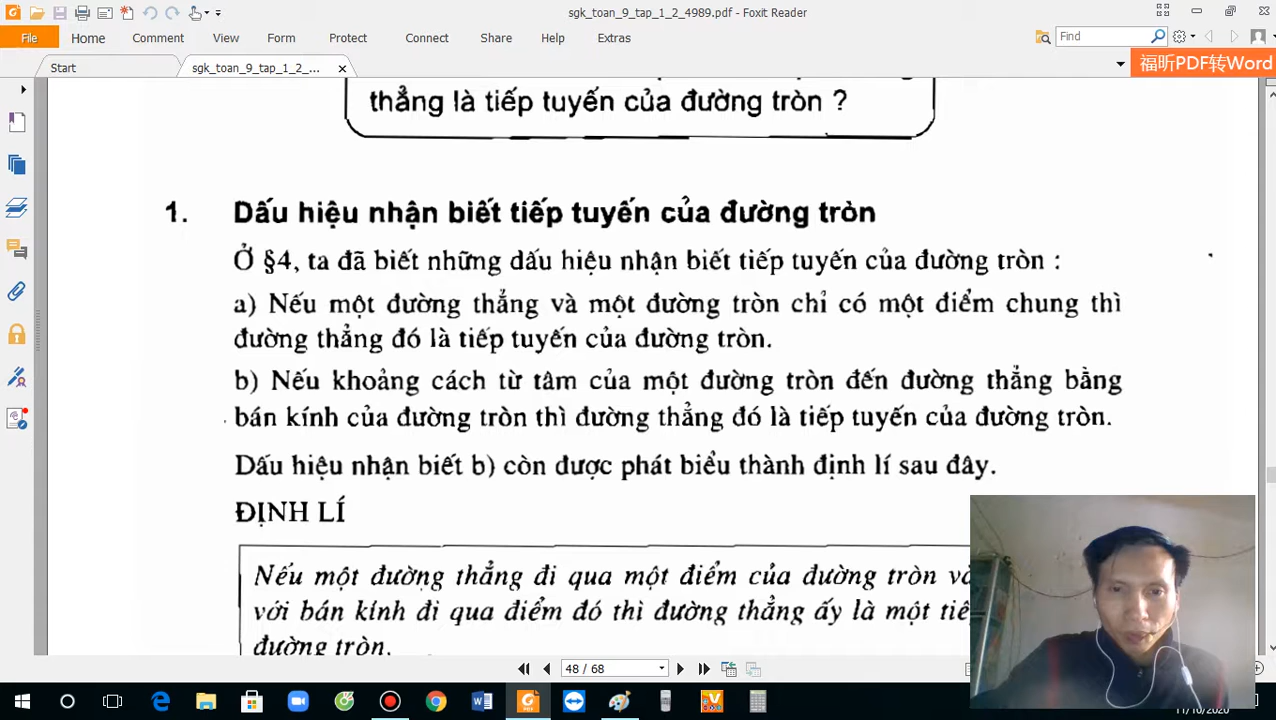 sgk_toan_9_tap_1_2_4989.pdf - Foxit Reader
File Home Comment View Form Protect Connect Share Help Extras Find
Start sgk_toan_9_tap_1_2_...
福昕PDF转Word
thẳng là tiếp tuyến của đường tròn ?
1. Dấu hiệu nhận biết tiếp tuyến của đường tròn
Ở §4, ta đã biết những dấu hiệu nhận biết tiếp tuyến của đường tròn :
a) Nếu một đường thẳng và một đường tròn chỉ có một điểm chung thì
đường thẳng đó là tiếp tuyến của đường tròn.
b) Nếu khoảng cách từ tâm của một đường tròn đến đường thẳng bằng
bán kính của đường tròn thì đường thẳng đó là tiếp tuyến của đường tròn.
Dấu hiệu nhận biết b) còn được phát biểu thành định lí sau đây.
ĐỊNH LÍ
Nếu một đường thẳng đi qua một điểm của đường tròn
với bán kính đi qua điểm đó thì đường thẳng ấy là một
đường tròn.
48 / 68